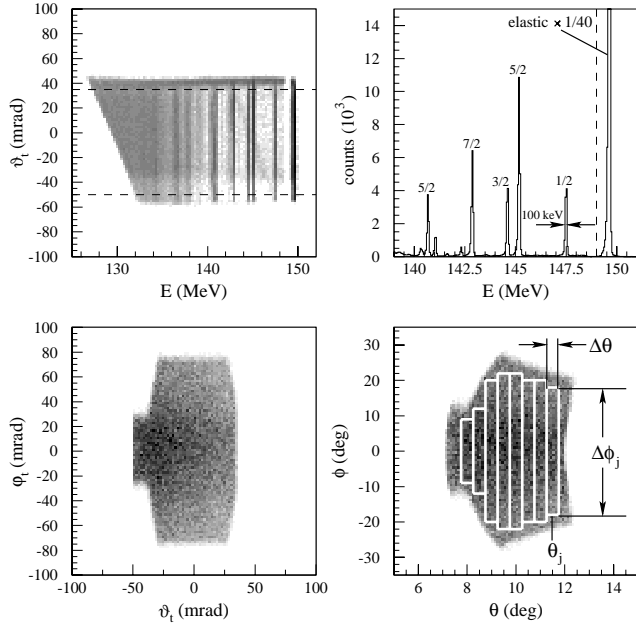 100
80
60
40
20
0
-20
-40
-60
-80
-100
ϑt (mrad)
130 140 150
E (MeV)
14
12
10
8
6
4
2
0
counts (10^3)
elastic × 1/40
5/2
7/2
5/2
3/2
1/2
100 keV
140 142.5 145 147.5 150
E (MeV)
100
80
60
40
20
0
-20
-40
-60
-80
-100
φt (mrad)
-100 -50 0 50 100
ϑt (mrad)
30
20
10
0
-10
-20
-30
ϕ (deg)
Δθ
Δϕj
θj
6 8 10 12 14
θ (deg)